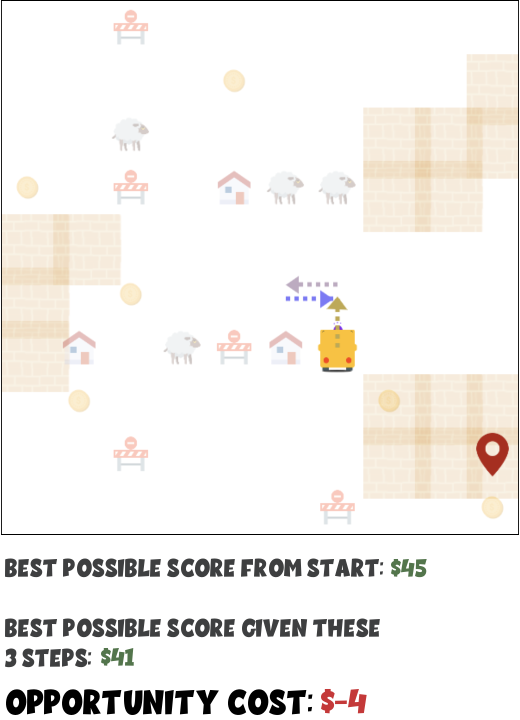 BEST POSSIBLE SCORE FROM START: $45
BEST POSSIBLE SCORE GIVEN THESE
3 STEPS: $41
OPPORTUNITY COST: $-4